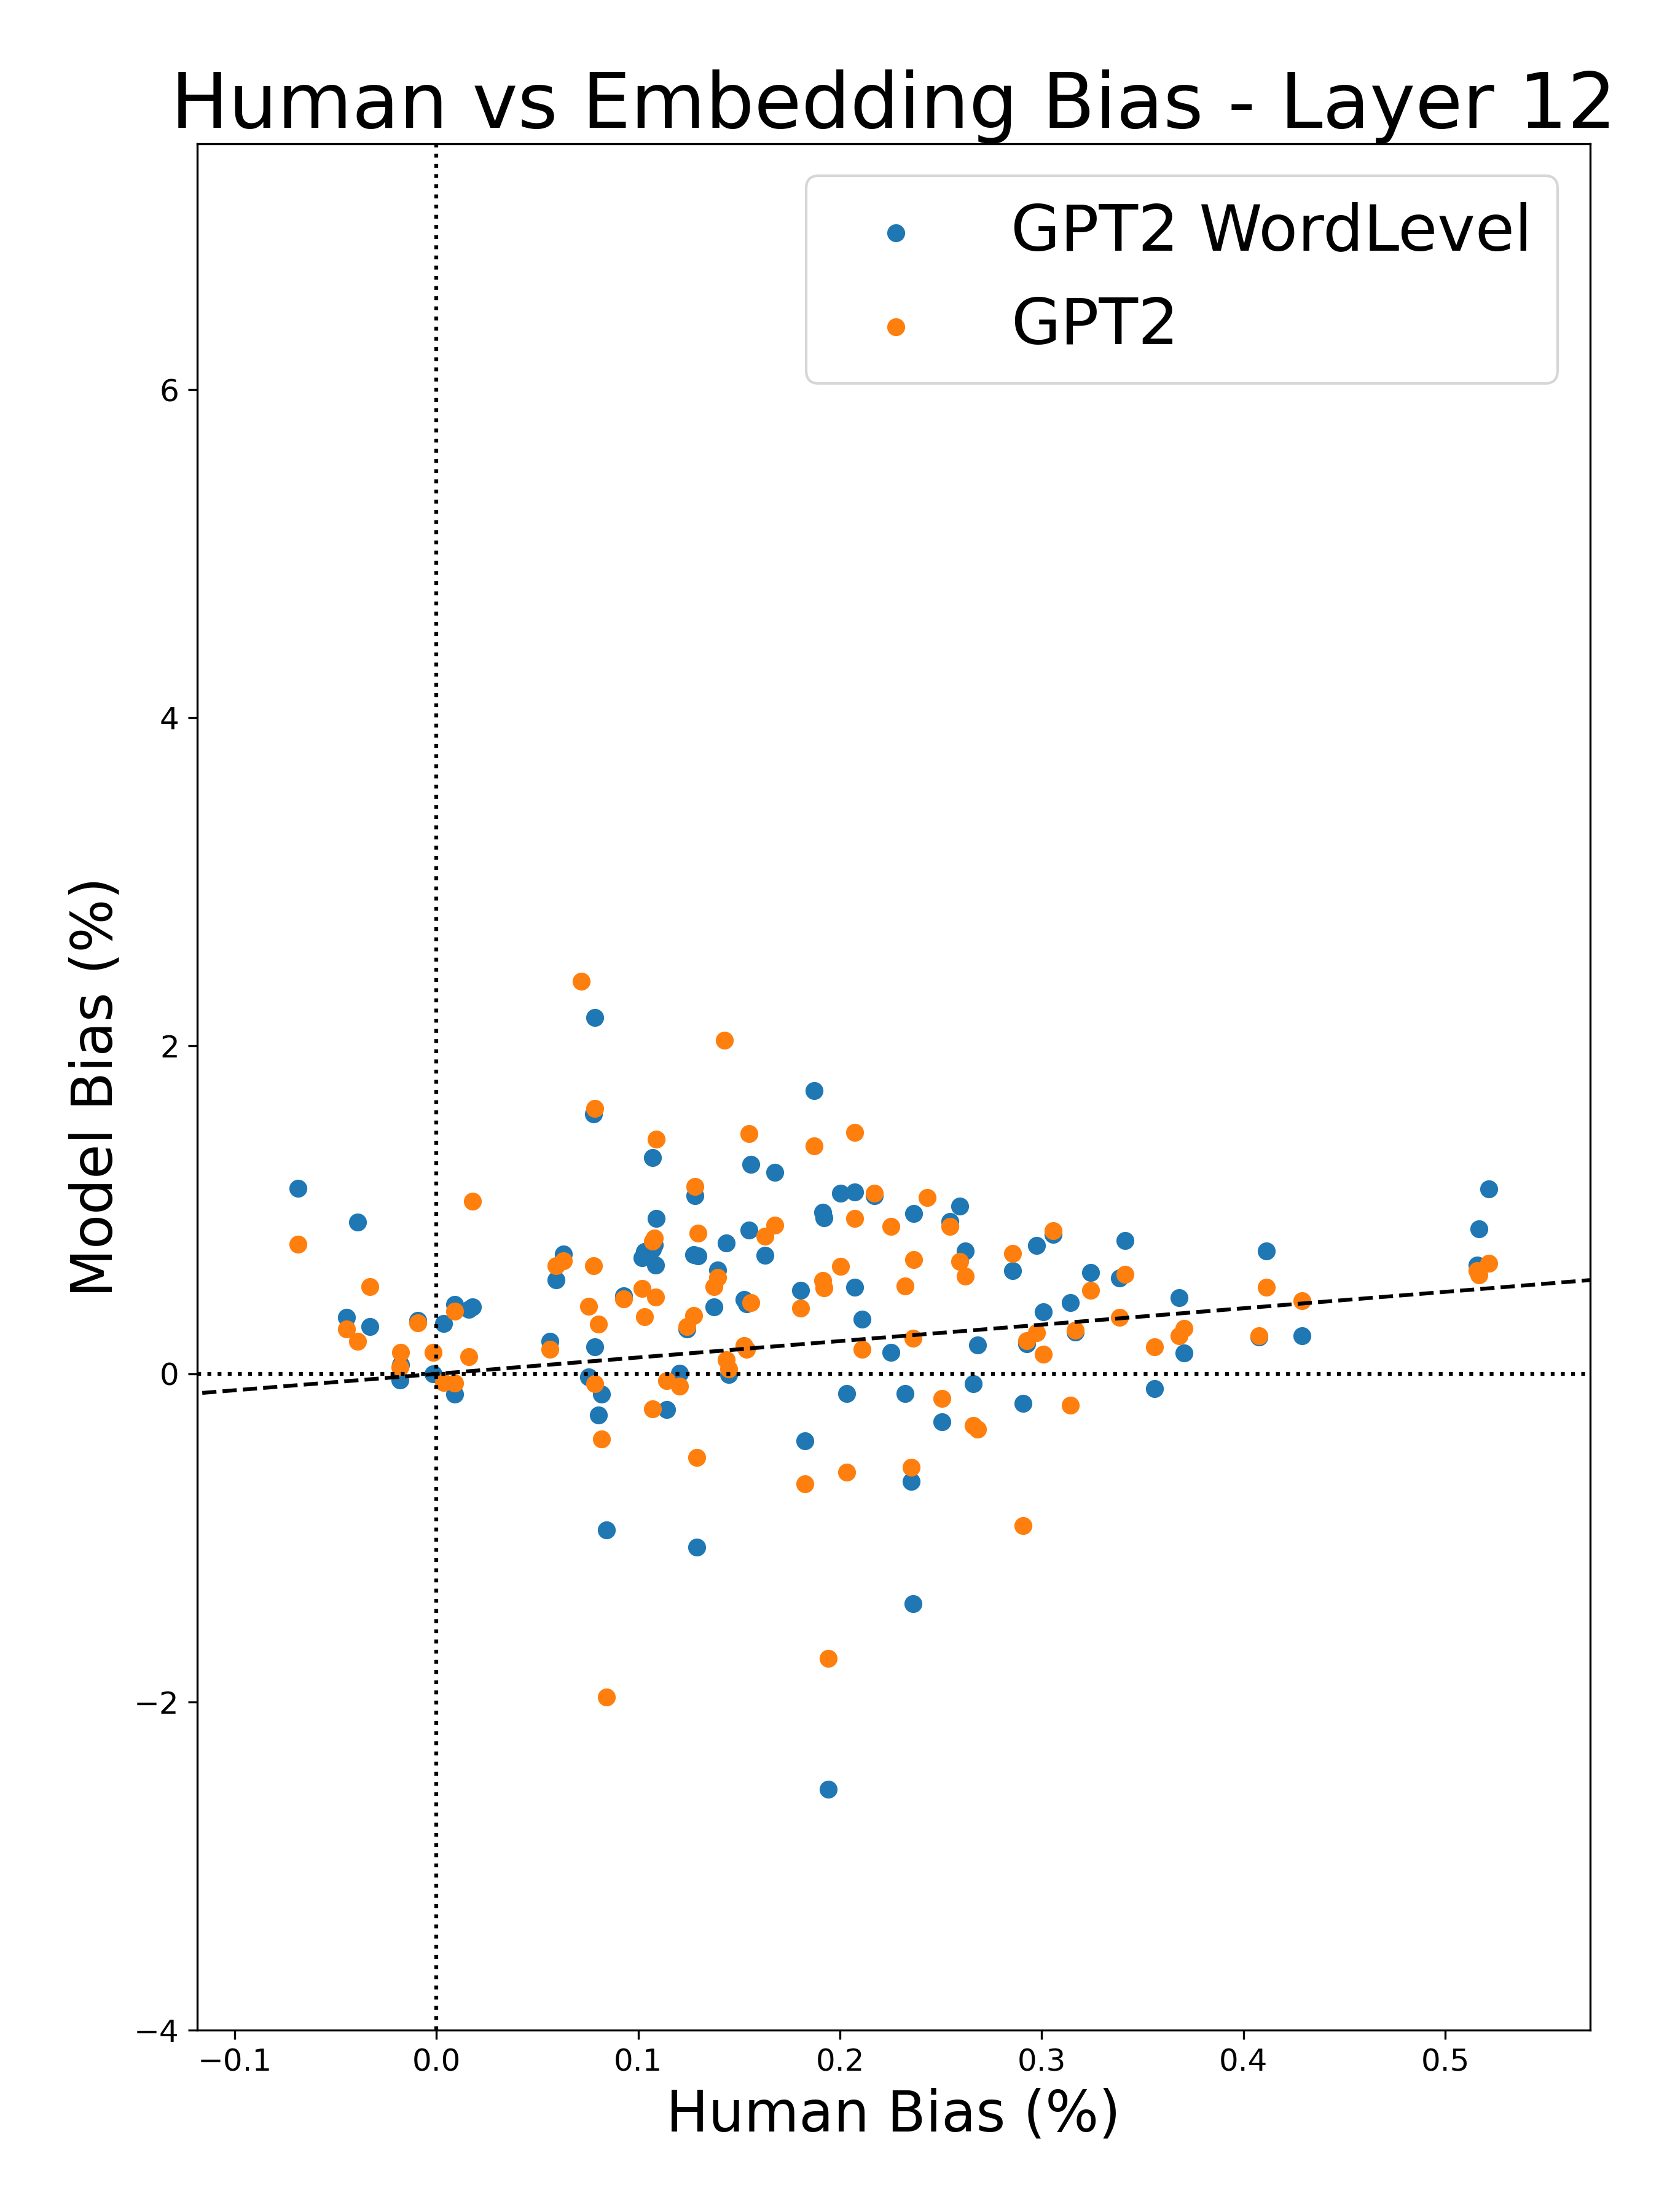 Human vs Embedding Bias - Layer 12
GPT2 WordLevel
GPT2
Model Bias (%)
6
4
2
0
−2
−4
−0.1
0.0
0.1
0.2
0.3
0.4
0.5
Human Bias (%)